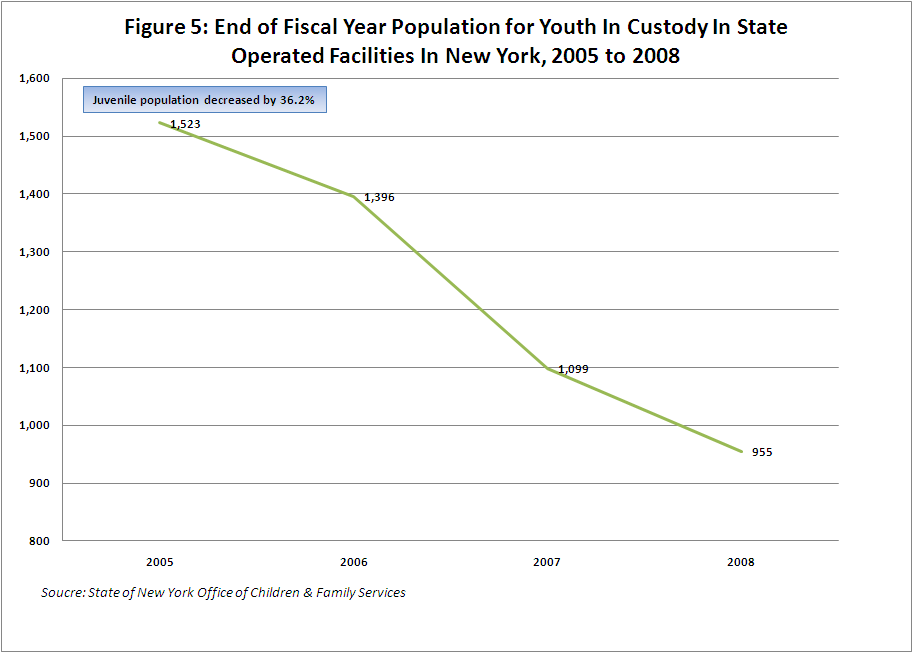 Figure 5: End of Fiscal Year Population for Youth In Custody In State
Operated Facilities In New York, 2005 to 2008
1,600
Juvenile population decreased by 36.2%
1,523
1,500
1,400
1,396
1,300
1,200
1,100
1,099
1,000
955
900
800
2005 2006 2007 2008
Soucre: State of New York Office of Children & Family Services